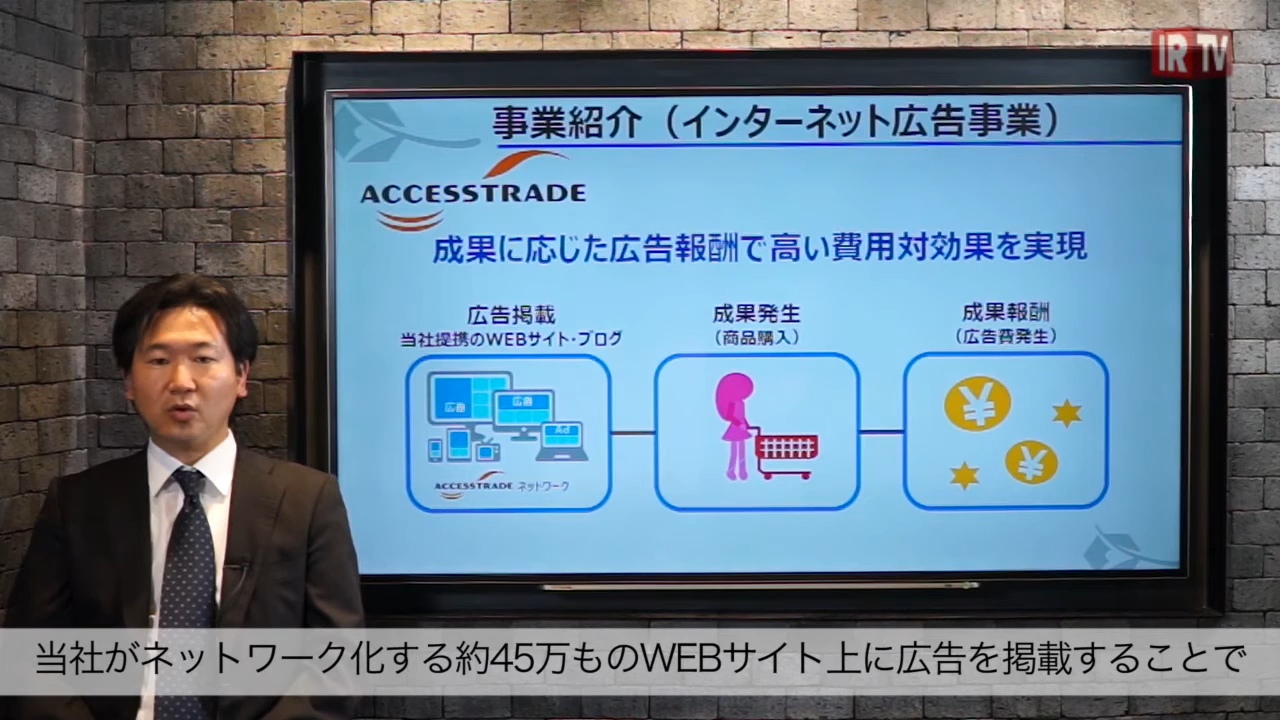 IR TV
事業紹介（インターネット広告事業）
ACCESSTRADE
成果に応じた広告報酬で高い費用対効果を実現
広告掲載
当社提携のWEBサイト・ブログ
成果発生
（商品購入）
成果報酬
（広告費発生）
広告
広告
Ad
ACCESSTRADE ネットワーク
¥
¥
当社がネットワーク化する約45万ものWEBサイト上に広告を掲載することで